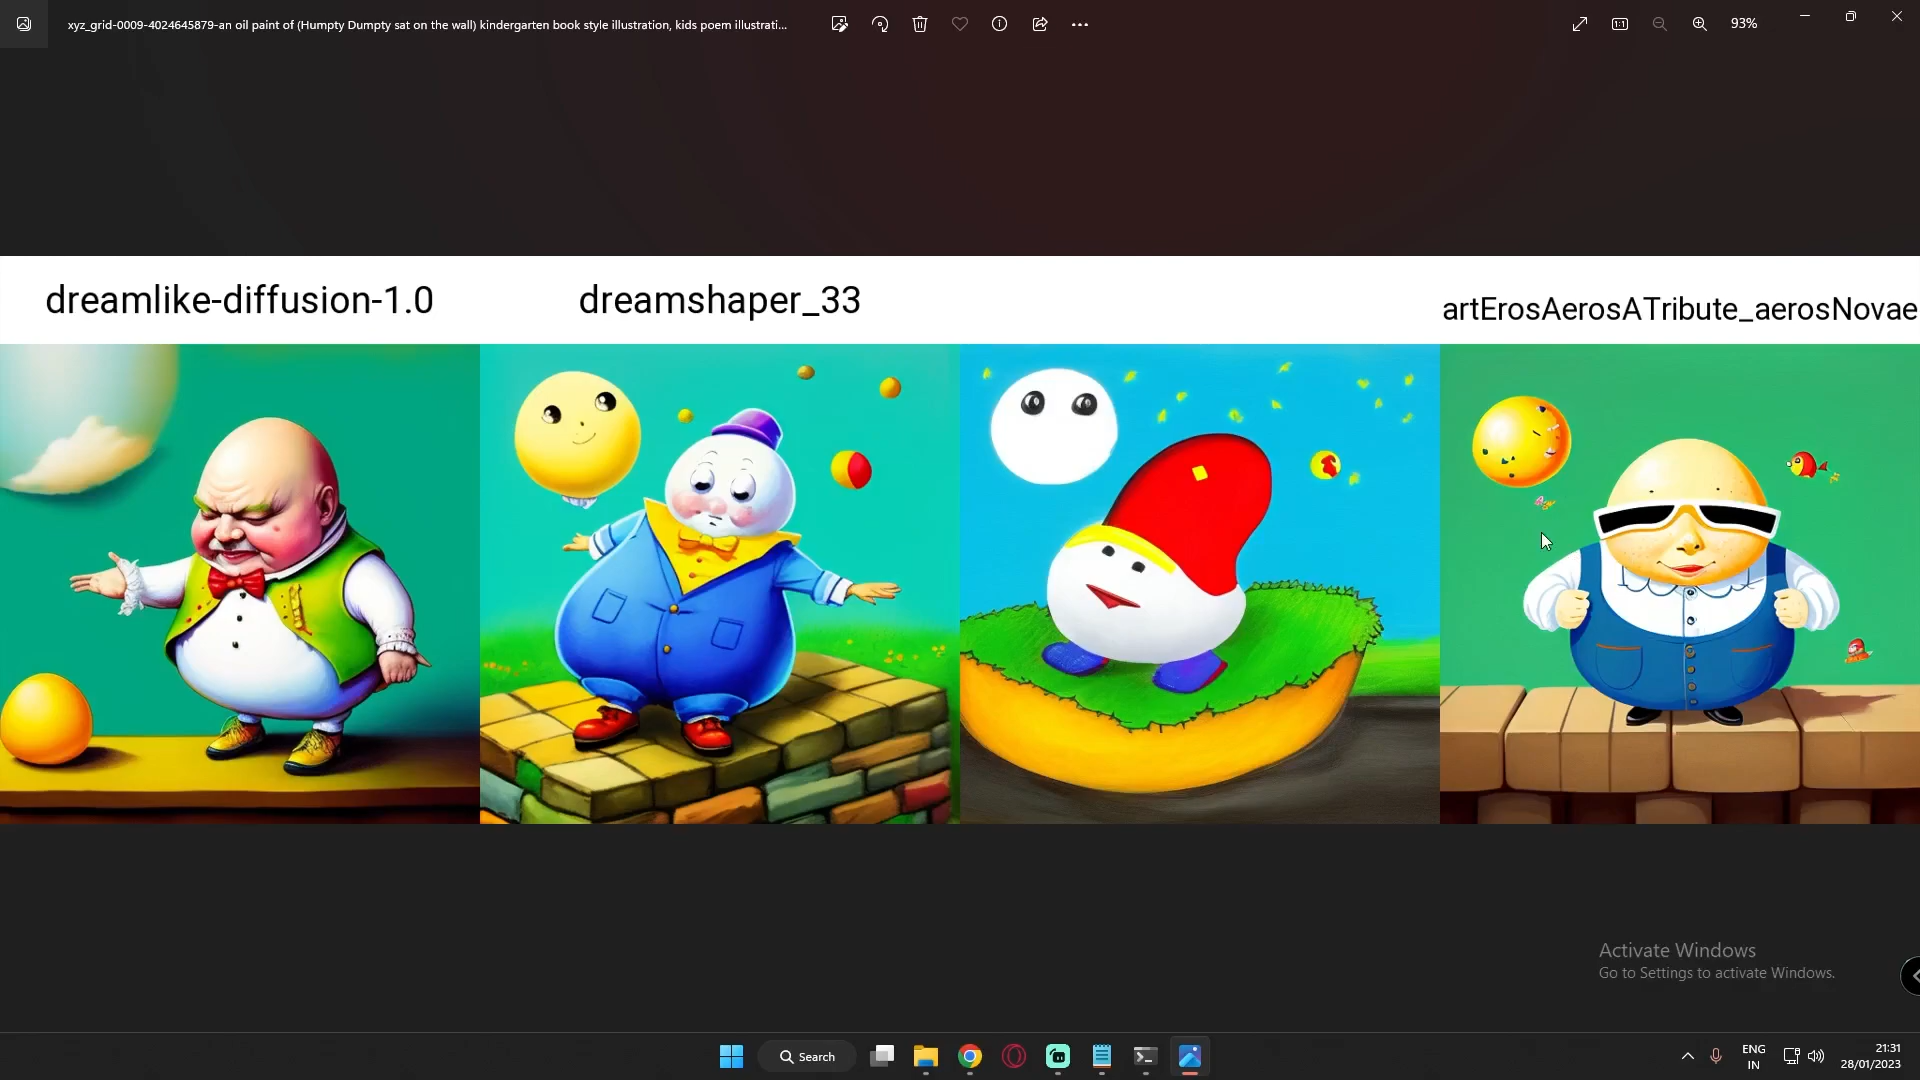 xyz_grid-0009-4024645879-an oil paint of (Humpty Dumpty sat on the wall) kindergarten book style illustration, kids poem illustrati...
1:1
93%
dreamlike-diffusion-1.0
dreamshaper_33
artErosAerosATribute_aerosNovae
Activate Windows
Go to Settings to activate Windows.
Search
ENG
IN
21:31
28/01/2023